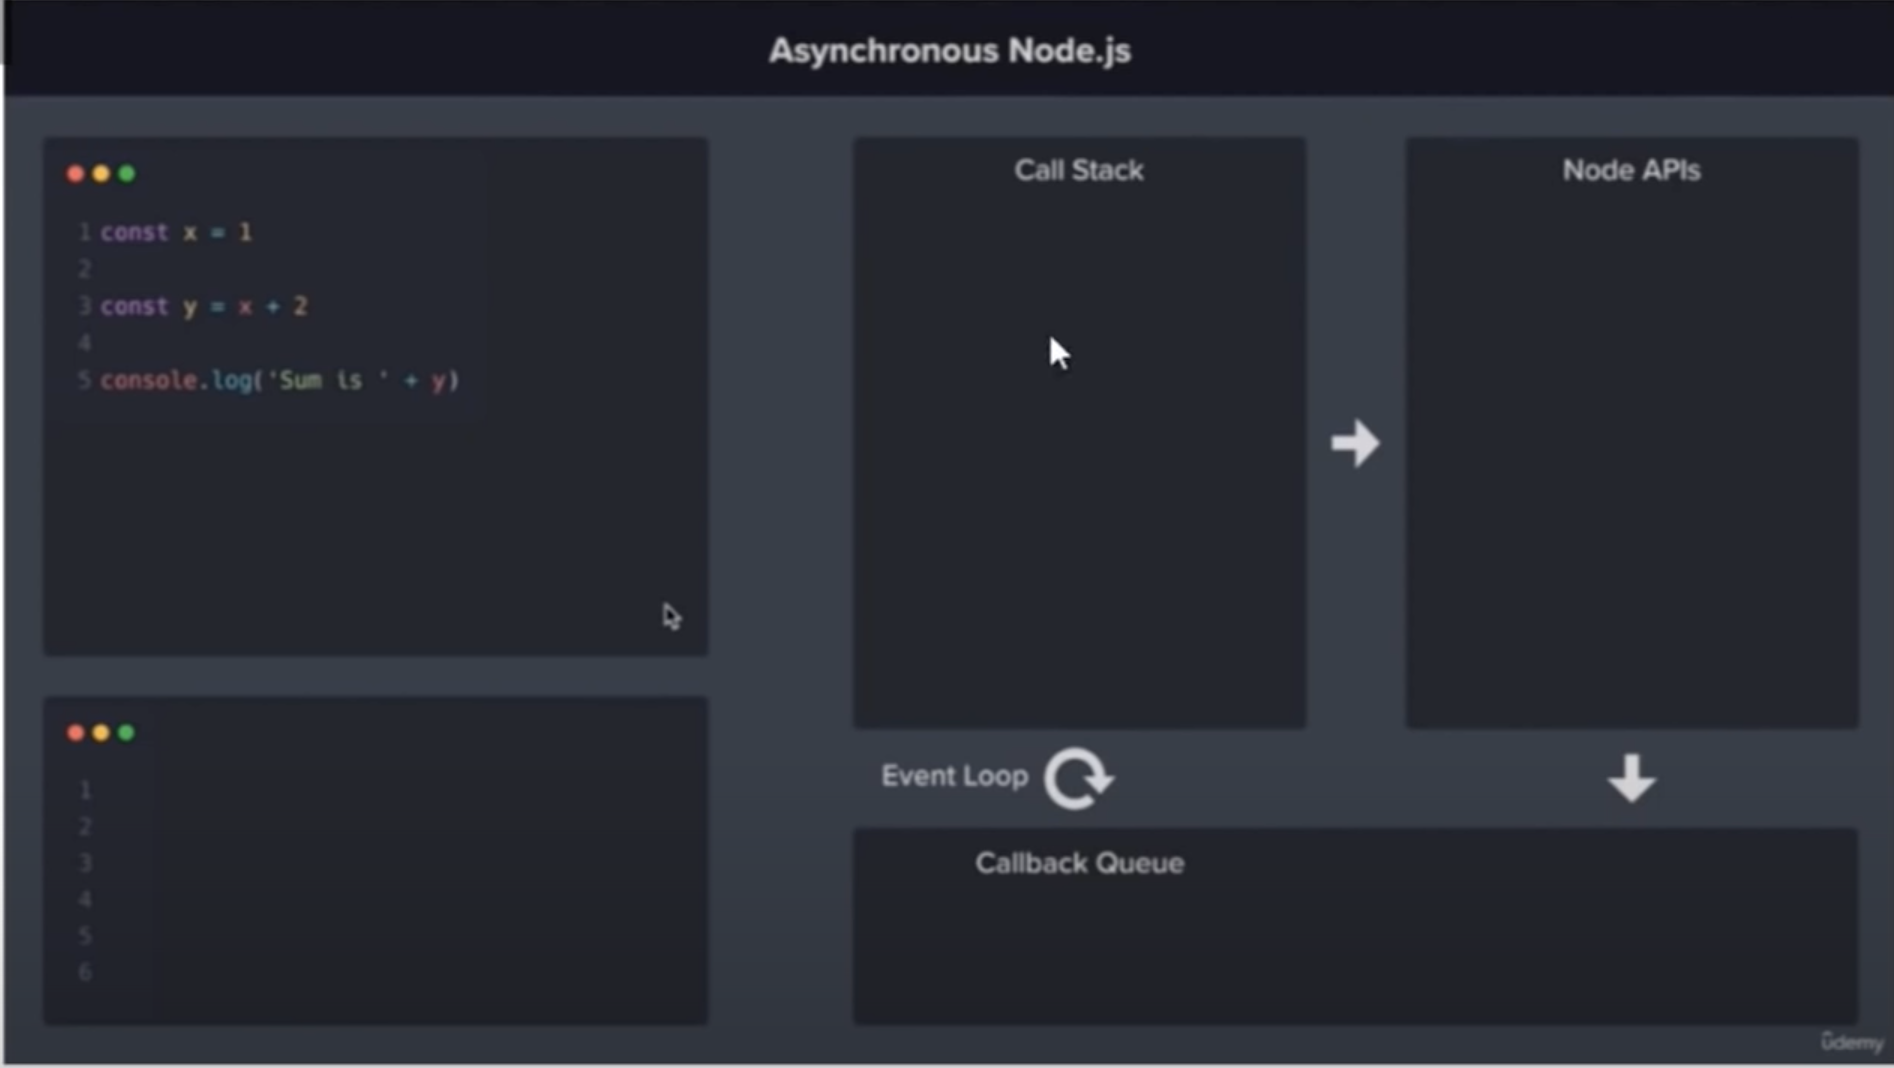 Asynchronous Node.js
1 const x = 1
2
3 const y = x + 2
4
5 console.log('Sum is ' + y)
1
2
3
4
5
6
Call Stack
Node APIs
Event Loop
Callback Queue
ûdemy